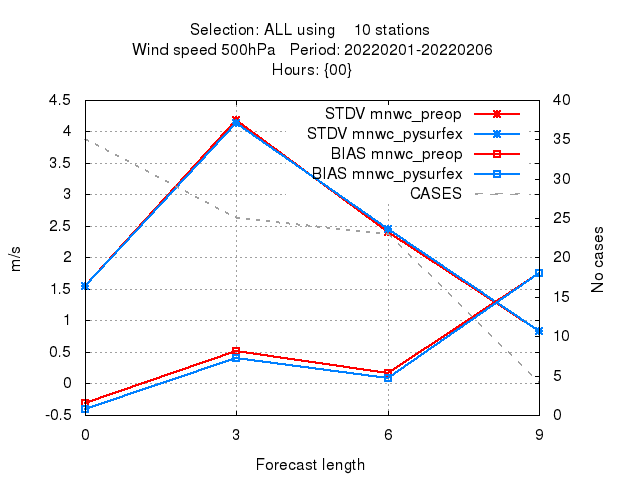 Selection: ALL using 10 stations
Wind speed 500hPa Period: 20220201-20220206
Hours: {00}
4.5
4
3.5
3
2.5
2
1.5
1
0.5
0
-0.5
40
35
30
25
20
15
10
5
0
STDV mnwc_preop
STDV mnwc_pysurfex
BIAS mnwc_preop
BIAS mnwc_pysurfex
CASES
m/s
No cases
0 3 6 9
Forecast length